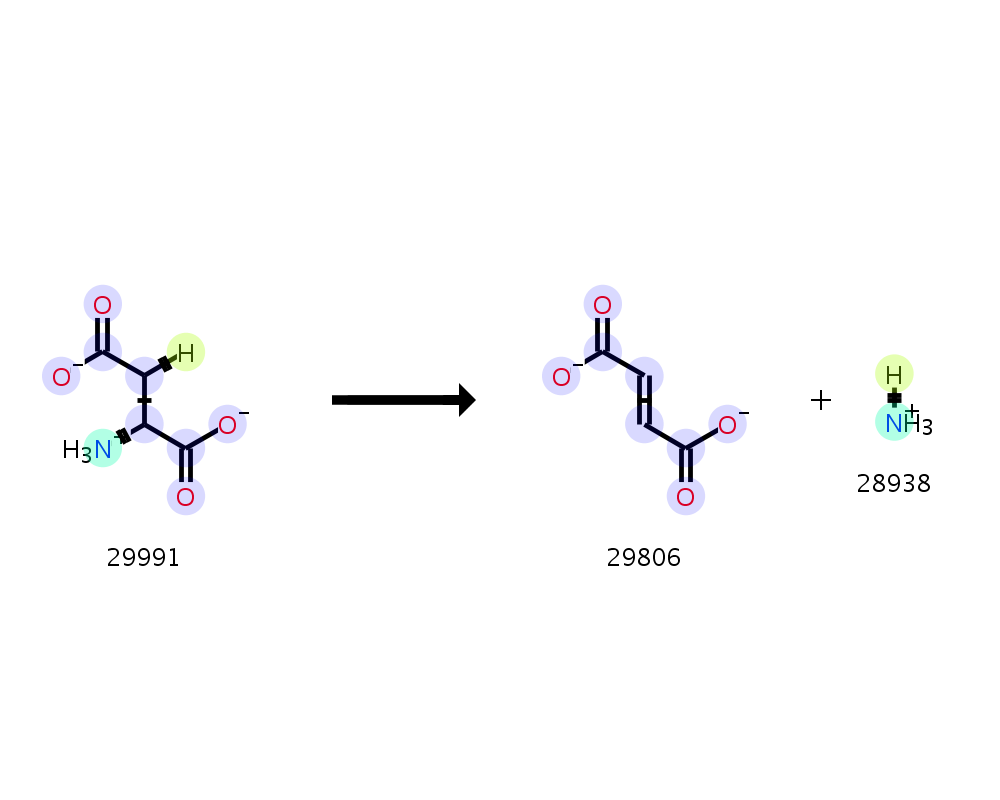 O O
O⁻ H O⁻ H
+
H₃N⁺ O⁻ O⁻ NH₃⁺
O O
28938
29991 29806